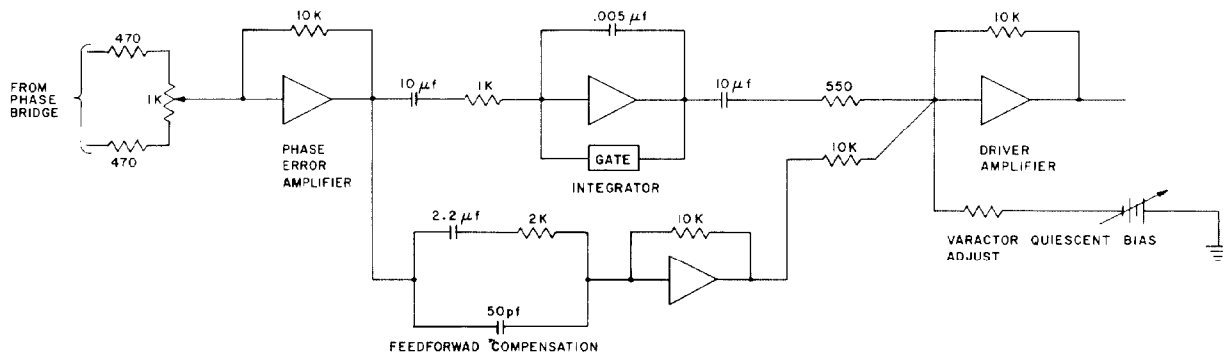 10K
.005 μf
10K
470
FROM
PHASE
BRIDGE
1K
10 μf
1K
10 μf
550
470
PHASE
ERROR
AMPLIFIER
GATE
INTEGRATOR
10K
DRIVER
AMPLIFIER
2.2 μf
2K
10K
VARACTOR QUIESCENT BIAS
ADJUST
50pf
FEEDFORWAD COMPENSATION